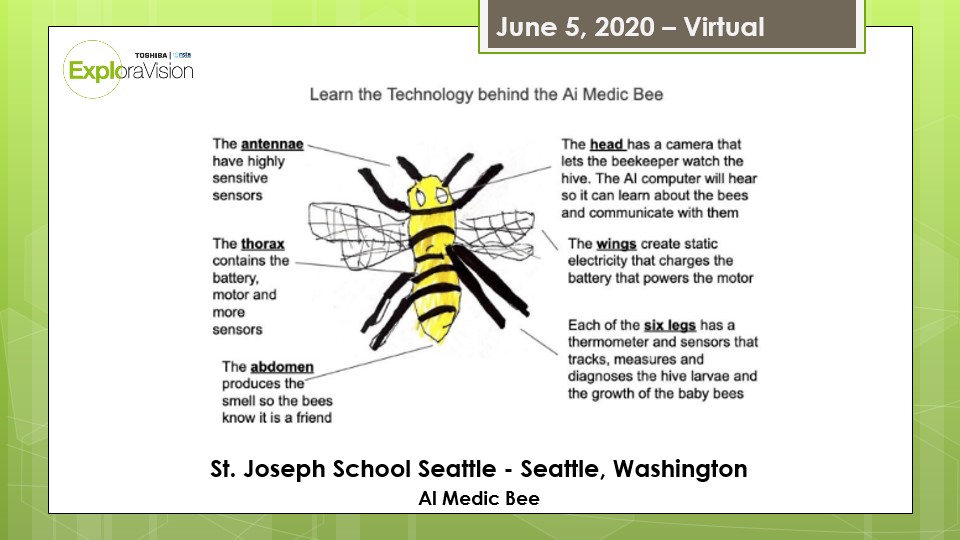 June 5, 2020 – Virtual
TOSHIBA | nsta
ExploraVision
Learn the Technology behind the Ai Medic Bee
The antennae
have highly
sensitive
sensors
The head has a camera that
lets the beekeeper watch the
hive. The AI computer will hear
so it can learn about the bees
and communicate with them
The thorax
contains the
battery,
motor and
more
sensors
The wings create static
electricity that charges the
battery that powers the motor
Each of the six legs has a
thermometer and sensors that
tracks, measures and
diagnoses the hive larvae and
the growth of the baby bees
The abdomen
produces the
smell so the bees
know it is a friend
St. Joseph School Seattle - Seattle, Washington
AI Medic Bee